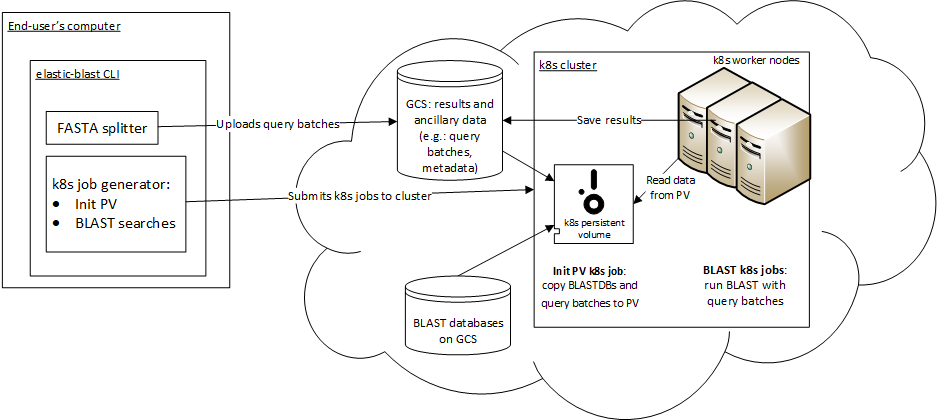 End-user's computer
elastic-blast CLI
FASTA splitter
k8s job generator:
• Init PV
• BLAST searches
Uploads query batches
Submits k8s jobs to cluster
GCS: results and
ancillary data
(e.g.: query
batches,
metadata)
BLAST databases
on GCS
k8s cluster
k8s worker nodes
Save results
Read data
from PV
k8s persistent
volume
Init PV k8s job:
copy BLASTDBs and
query batches to PV
BLAST k8s jobs:
run BLAST with
query batches